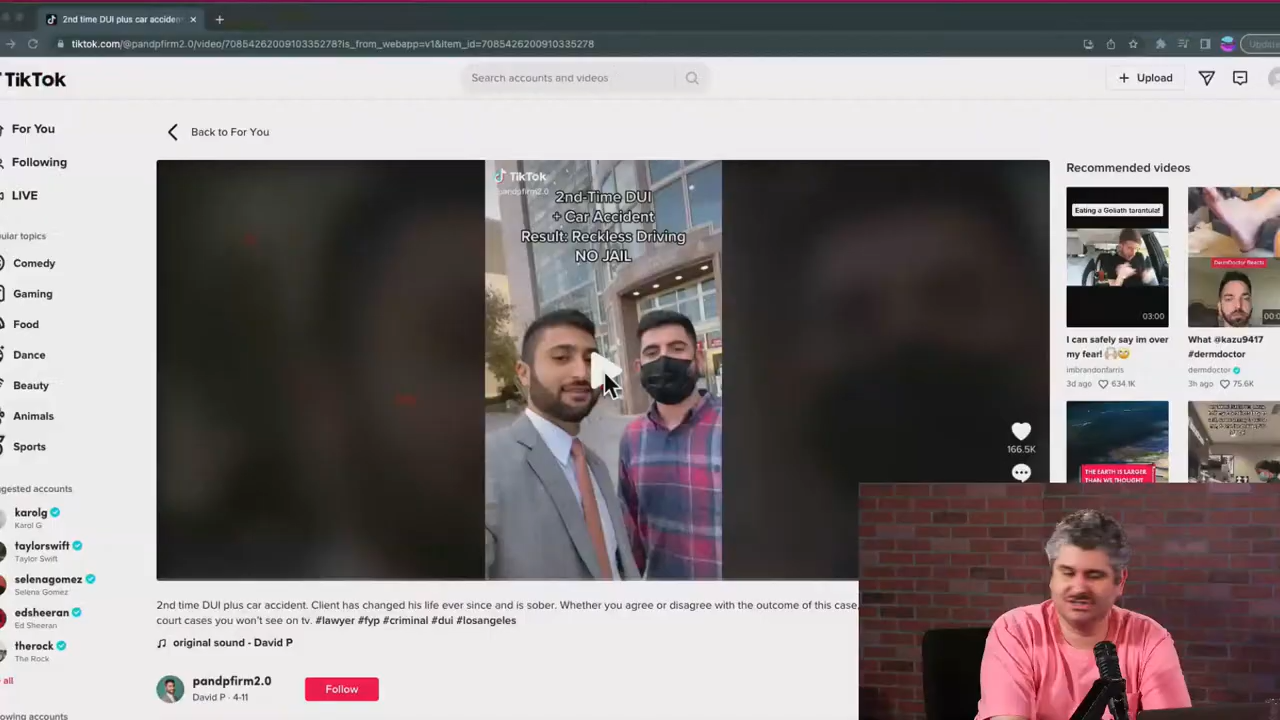 2nd time DUI plus car acciden
tiktok.com/@pandpfirm2.0/video/7085426200910335278?is_from_webapp=v1&item_id=7085426200910335278
TikTok
Search accounts and videos
Upload
For You
Following
LIVE
ular topics
Comedy
Gaming
Food
Dance
Beauty
Animals
Sports
ggested accounts
karolg
Karol G
taylorswift
Taylor Swift
selenagomez
Selena Gomez
edsheeran
Ed Sheeran
therock
The Rock
all
owing accounts
Back to For You
TikTok
@pandpfirm2.0
2nd-Time DUI
+ Car Accident
Result: Reckless Driving
NO JAIL
166.5K
2nd time DUI plus car accident. Client has changed his life ever since and is sober. Whether you agree or disagree with the outcome of this case,
court cases you won't see on tv. #lawyer #fyp #criminal #dui #losangeles
original sound - David P
pandpfirm2.0
David P · 4-11
Follow
Recommended videos
Eating a Goliath tarantula!
03:00
I can safely say im over
my fear!
imbrandonfarris
3d ago 634.1K
DermDoctor Reacts
00:
What @kazu9417
#dermdoctor
dermdoctor
3h ago 75.6K
THE EARTH IS LARGER
THAN WE THOUGHT